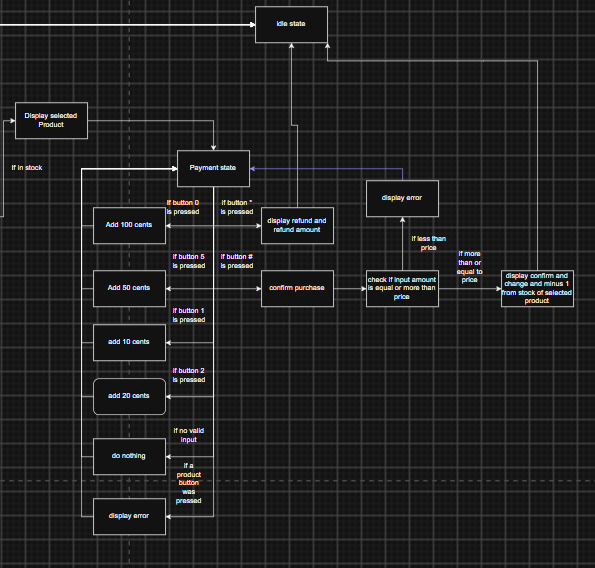 idle state
Display selected
Product
If in stock
Payment state
if button 0
is pressed
if button *
is pressed
display error
Add 100 cents
display refund and
refund amount
if less than
price
if more
than or
equal to
price
if button 5
is pressed
if button #
is pressed
Add 50 cents
confirm purchase
check if input amount
is equal or more than
price
display confirm and
change and minus 1
from stock of selected
product
if button 1
is pressed
add 10 cents
if button 2
is pressed
add 20 cents
if no valid
input
do nothing
if a
product
button
was
pressed
display error